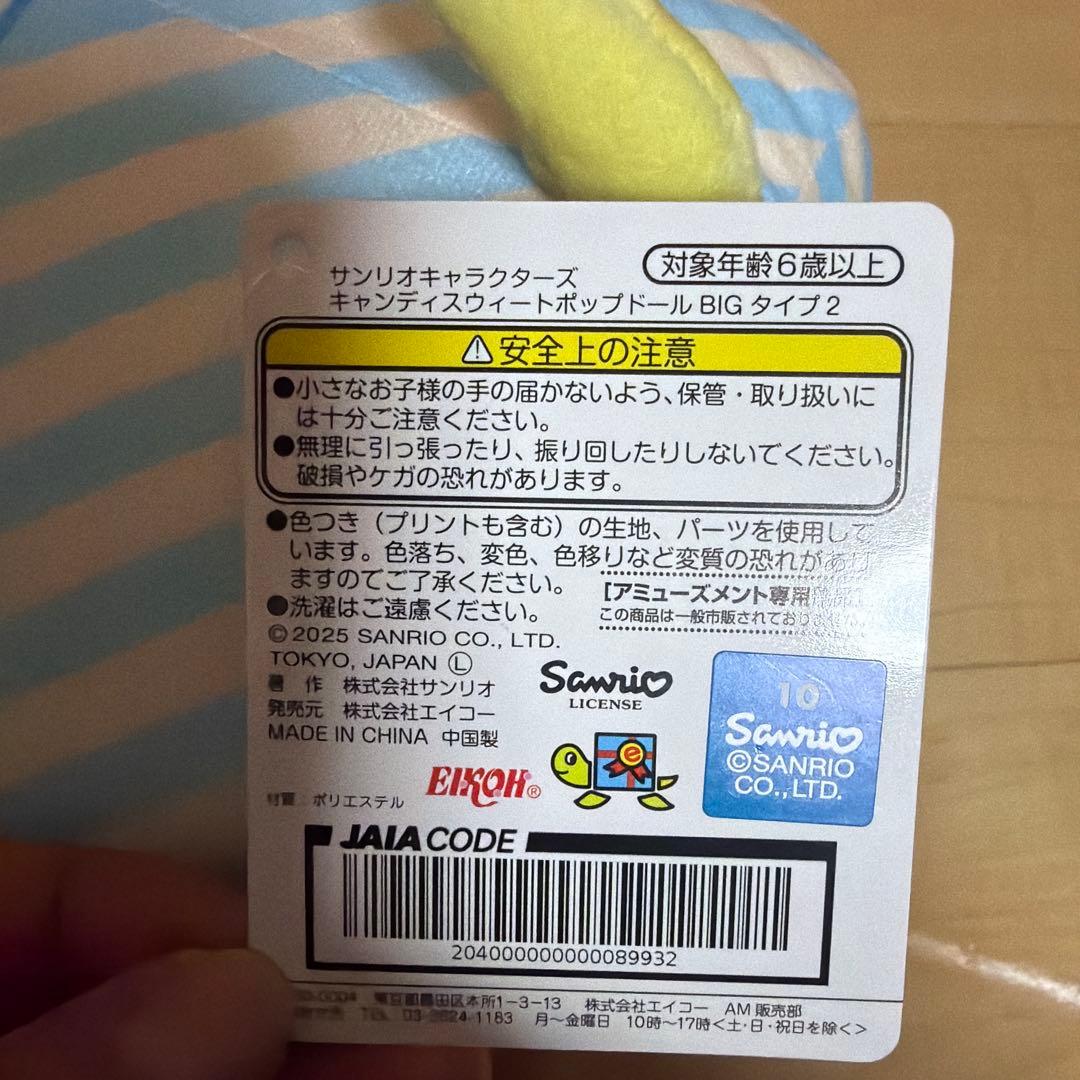 対象年齢6歳以上
サンリオキャラクターズ
キャンディスウィートポップドール BIG タイプ2
⚠安全上の注意
●小さなお子様の手の届かないよう、保管・取り扱いに
は十分ご注意ください。
●無理に引っ張ったり、振り回したりしないでください。
破損やケガの恐れがあります。
●色つき（プリントも含む）の生地、パーツを使用して
います。色落ち、変色、色移りなど変質の恐れがあり
ますのでご了承ください。
●洗濯はご遠慮ください。
【アミューズメント専用
この商品は一般市販されており
©2025 SANRIO CO., LTD.
TOKYO, JAPAN Ⓛ
著 作 株式会社サンリオ
発売元 株式会社エイコー
MADE IN CHINA 中国製
Sanrio
LICENSE
10
Sanrio
©SANRIO
CO.,LTD.
EIKOH®
e
材質：ポリエステル
JAIA CODE
204000000000089932
東京都墨田区本所1-3-13 株式会社エイコー AM販売部
TEL 03-3624-1183 月～金曜日 10時～17時<土・日・祝日を除く>